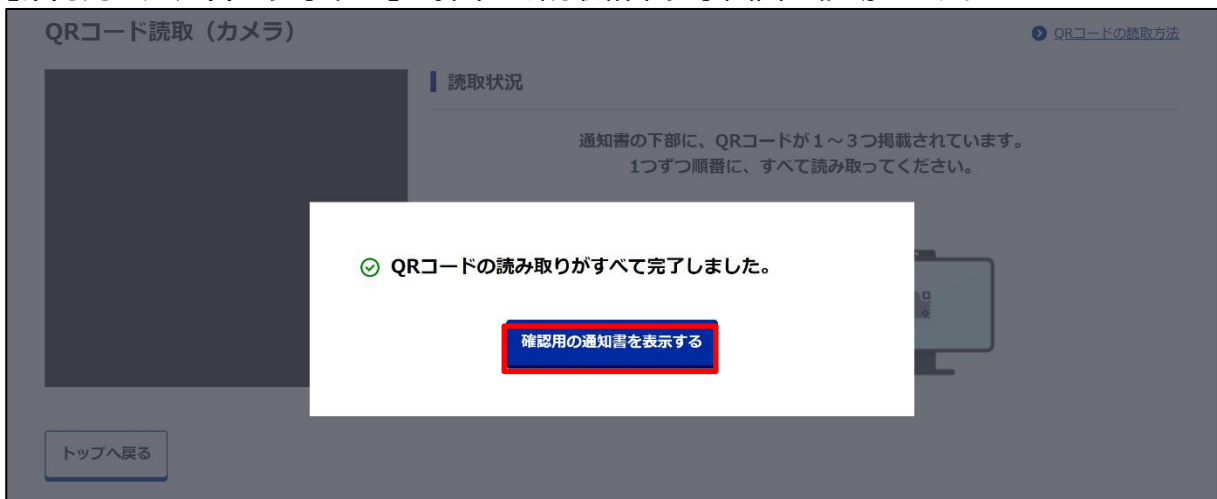 QRコード読取（カメラ）
QRコードの読取方法
読取状況
通知書の下部に、QRコードが１～３つ掲載されています。
1つずつ順番に、すべて読み取ってください。
QRコードの読み取りがすべて完了しました。
確認用の通知書を表示する
トップへ戻る